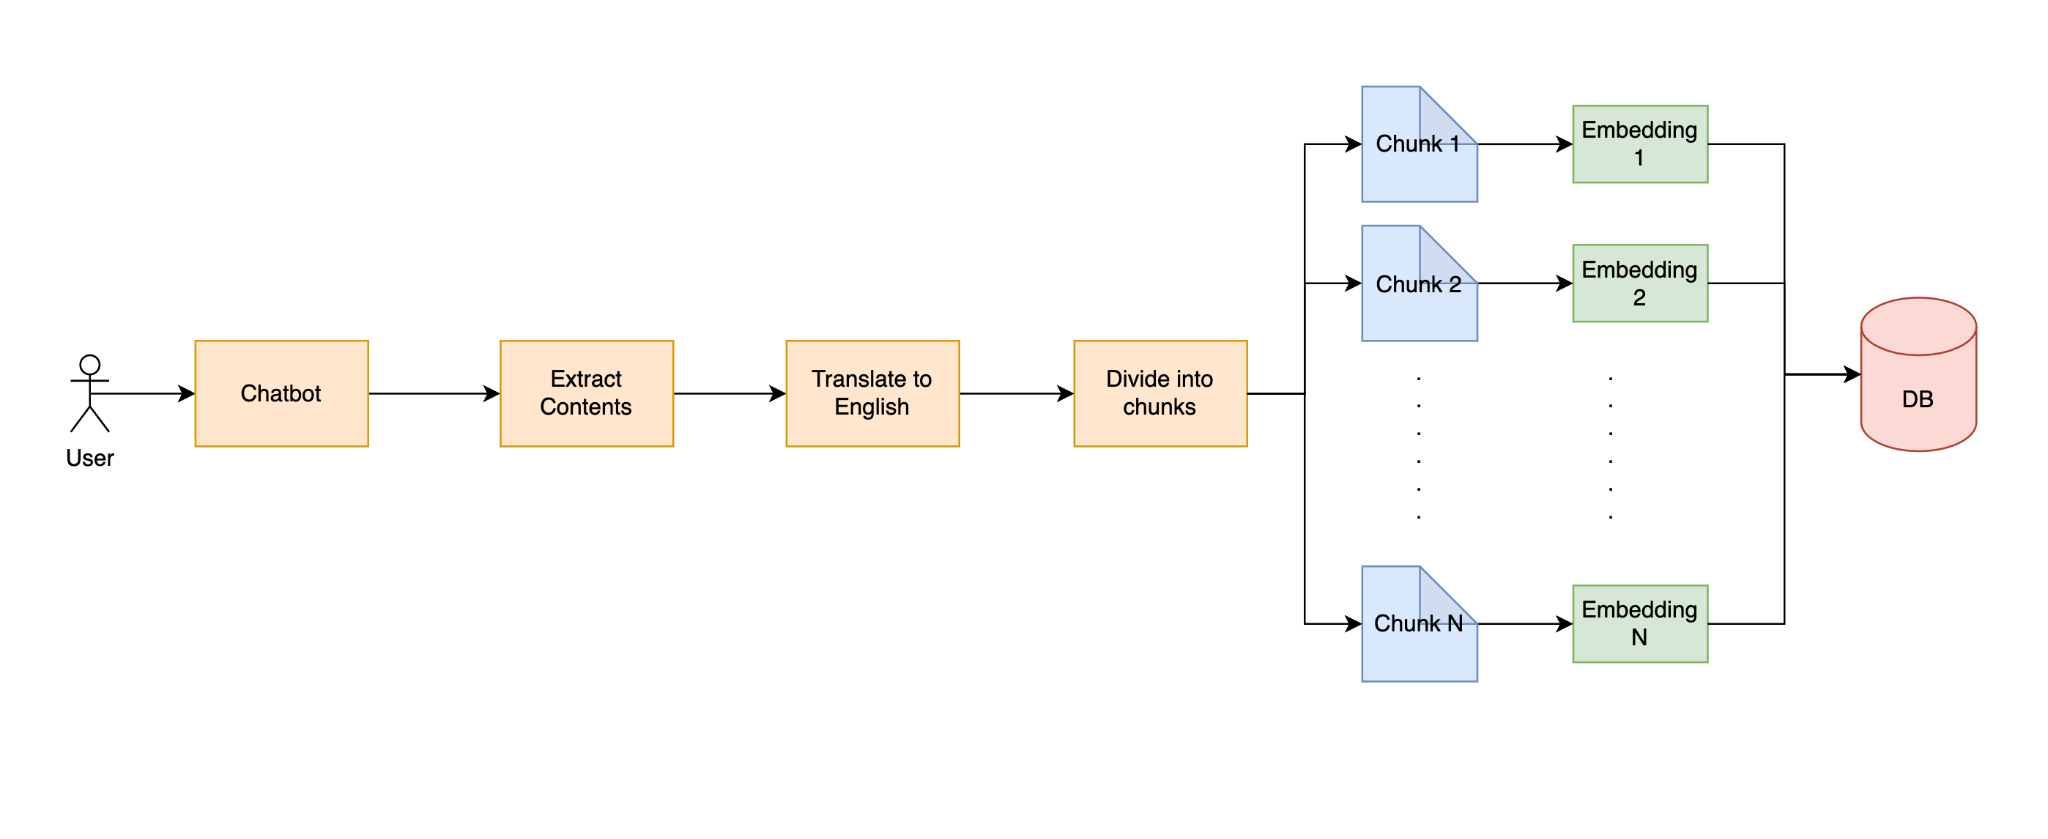 User
Chatbot
Extract
Contents
Translate to
English
Divide into
chunks
Chunk 1
Embedding
1
Chunk 2
Embedding
2
.
.
.
.
.
.
.
.
.
.
.
.
Chunk N
Embedding
N
DB